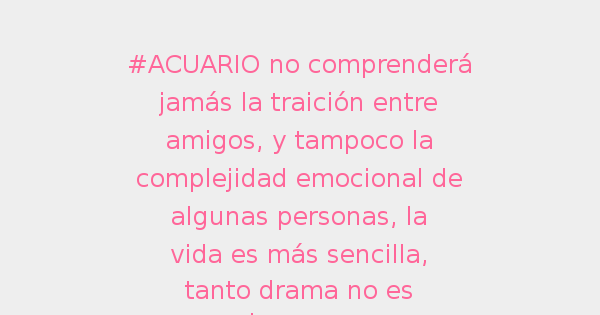 #ACUARIO no comprenderá
jamás la traición entre
amigos, y tampoco la
complejidad emocional de
algunas personas, la
vida es más sencilla,
tanto drama no es